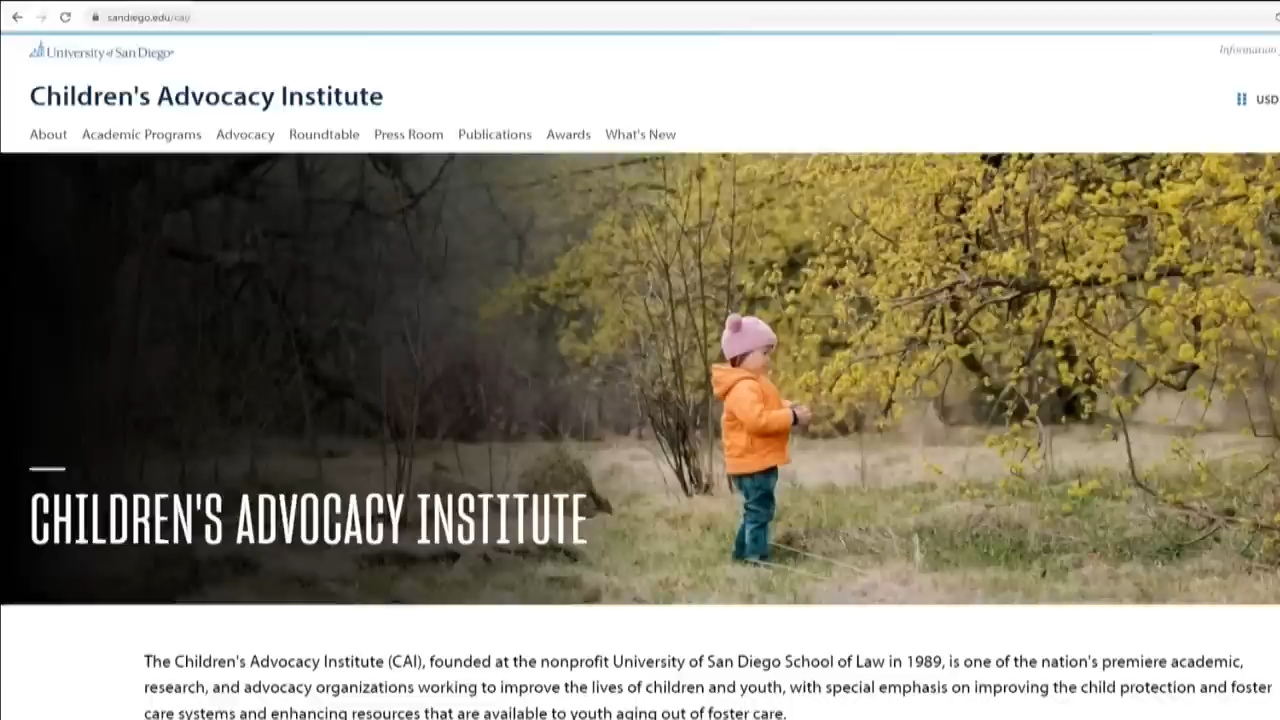 sandiego.edu/cai/
University of San Diego
Information
Children's Advocacy Institute
USD
About Academic Programs Advocacy Roundtable Press Room Publications Awards What's New
CHILDREN'S ADVOCACY INSTITUTE
The Children's Advocacy Institute (CAI), founded at the nonprofit University of San Diego School of Law in 1989, is one of the nation's premiere academic,
research, and advocacy organizations working to improve the lives of children and youth, with special emphasis on improving the child protection and foster
care systems and enhancing resources that are available to youth aging out of foster care.